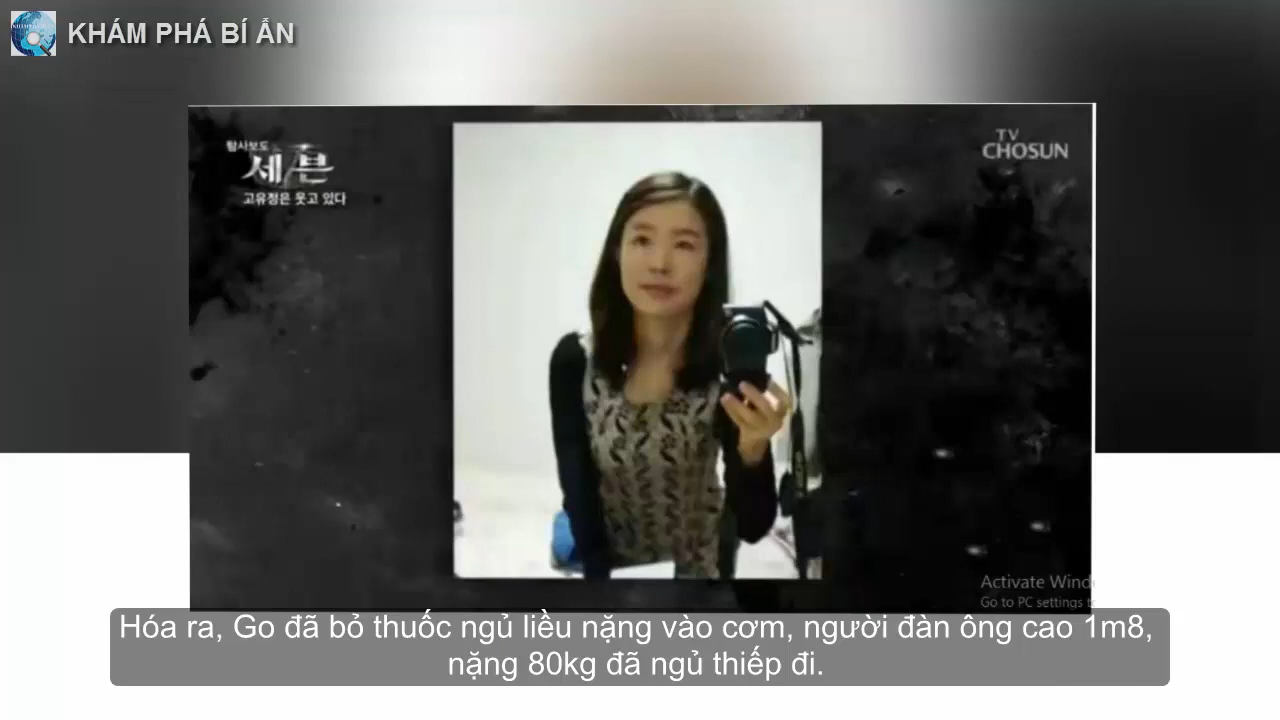 KHÁM PHÁ BÍ ẨN
탐사보도
세븐
고유정은 웃고 있다
TV
CHOSUN
Activate Wind
Go to PC settings t
Hóa ra, Go đã bỏ thuốc ngủ liều nặng vào cơm, người đàn ông cao 1m8,
nặng 80kg đã ngủ thiếp đi.